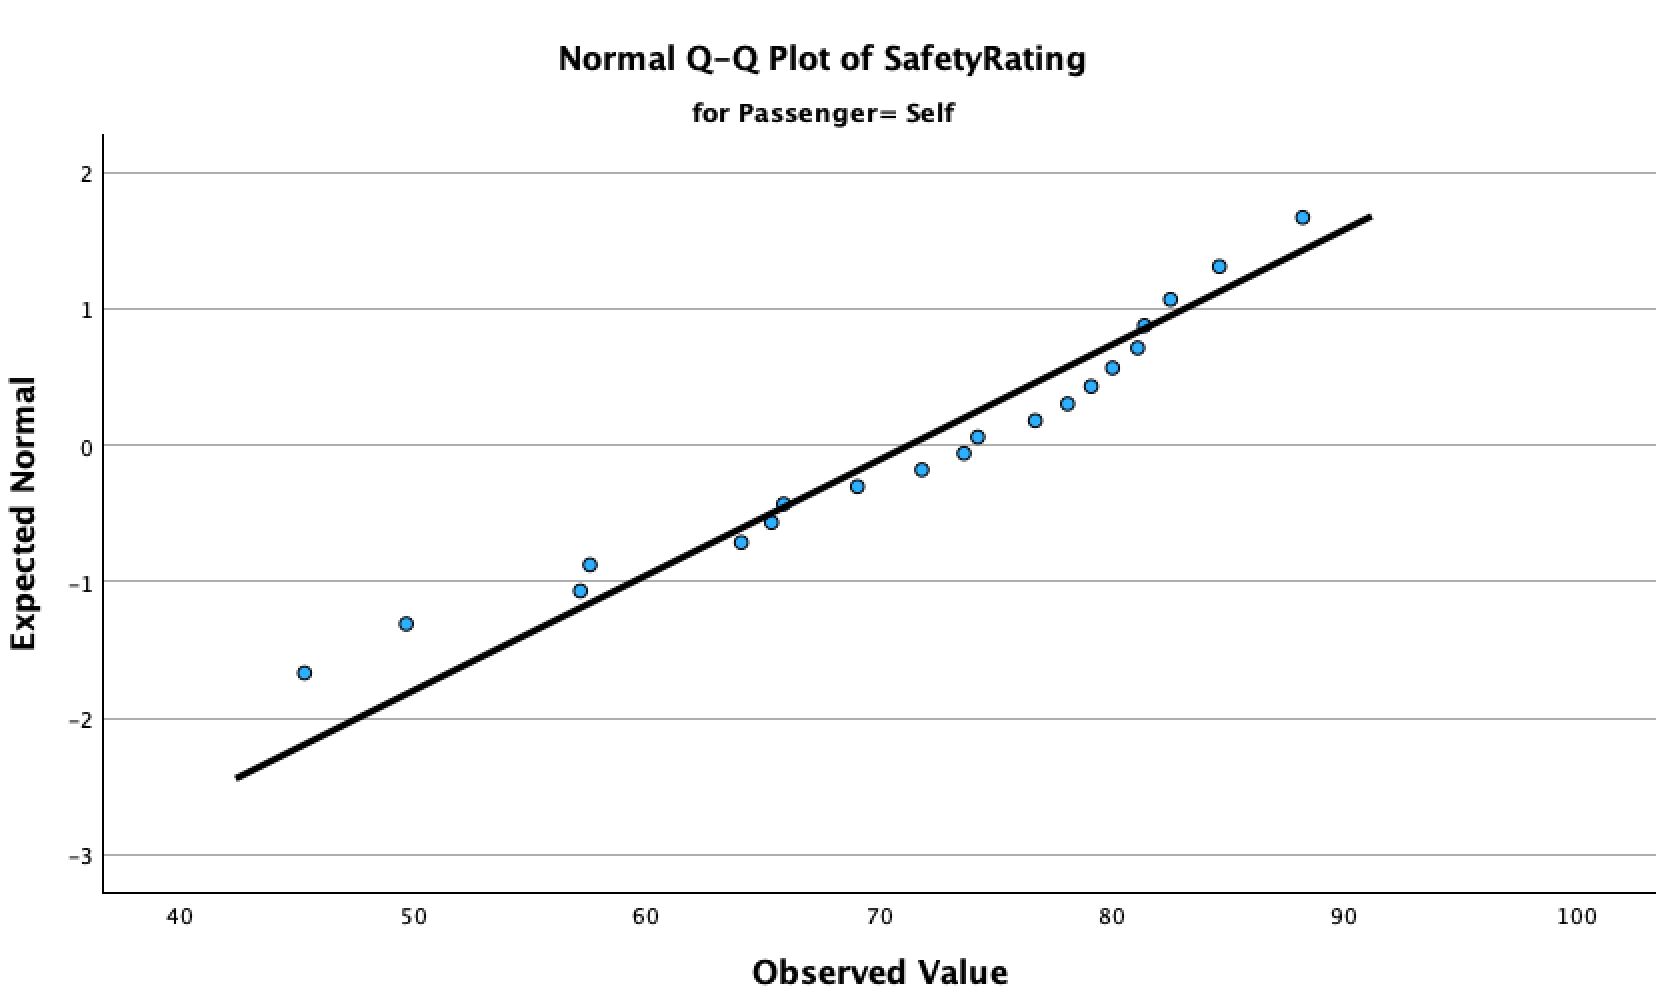 Normal Q-Q Plot of SafetyRating
for Passenger= Self
2
1
0
-1
-2
-3
Expected Normal
40 50 60 70 80 90 100
Observed Value